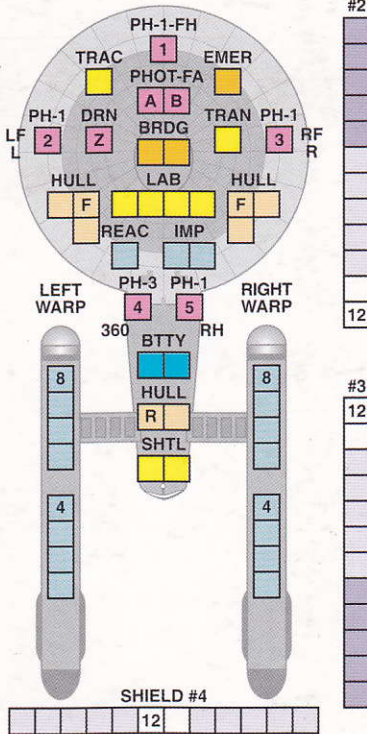 #2
PH-1-FH
1
TRAC EMER
PHOT-FA
A B
PH-1 DRN TRAN PH-1
BRDG
LF L 2 Z 3 RF R
HULL LAB HULL
F F
REAC IMP
12
LEFT WARP PH-3 PH-1 RIGHT WARP
4 5
360 RH
BTTY
#3
8 HULL 8
12
R
SHTL
4 4
SHIELD #4
12